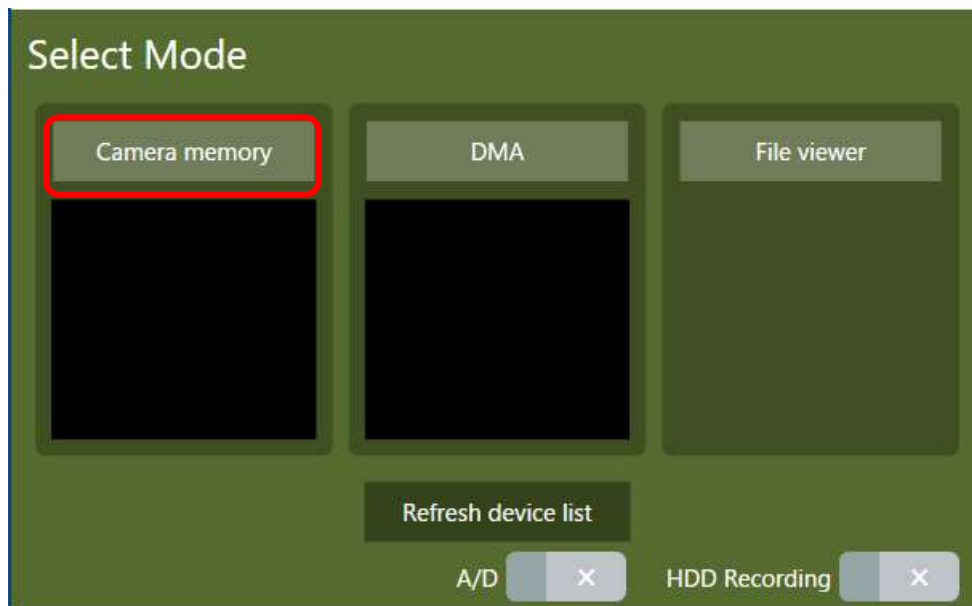 Select Mode
Camera memory
DMA
File viewer
Refresh device list
A/D
HDD Recording